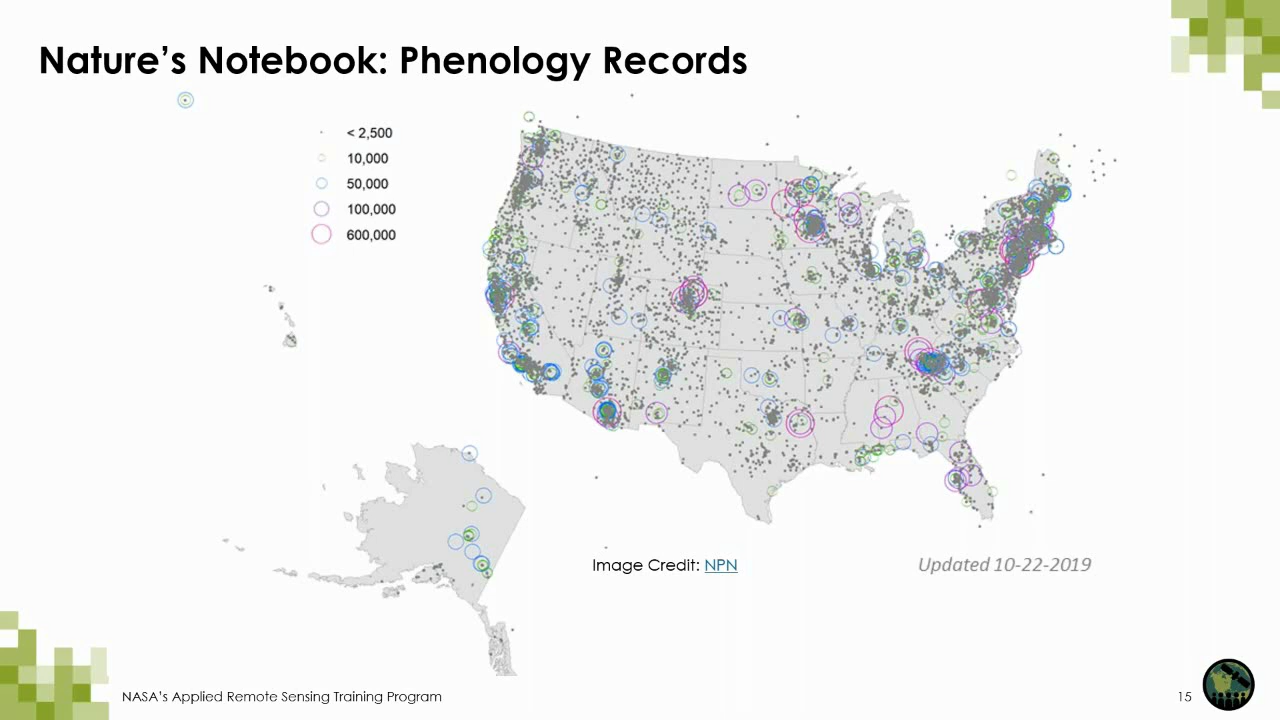 Nature’s Notebook: Phenology Records
< 2,500
10,000
50,000
100,000
600,000
Image Credit: NPN
Updated 10-22-2019
NASA’s Applied Remote Sensing Training Program
15